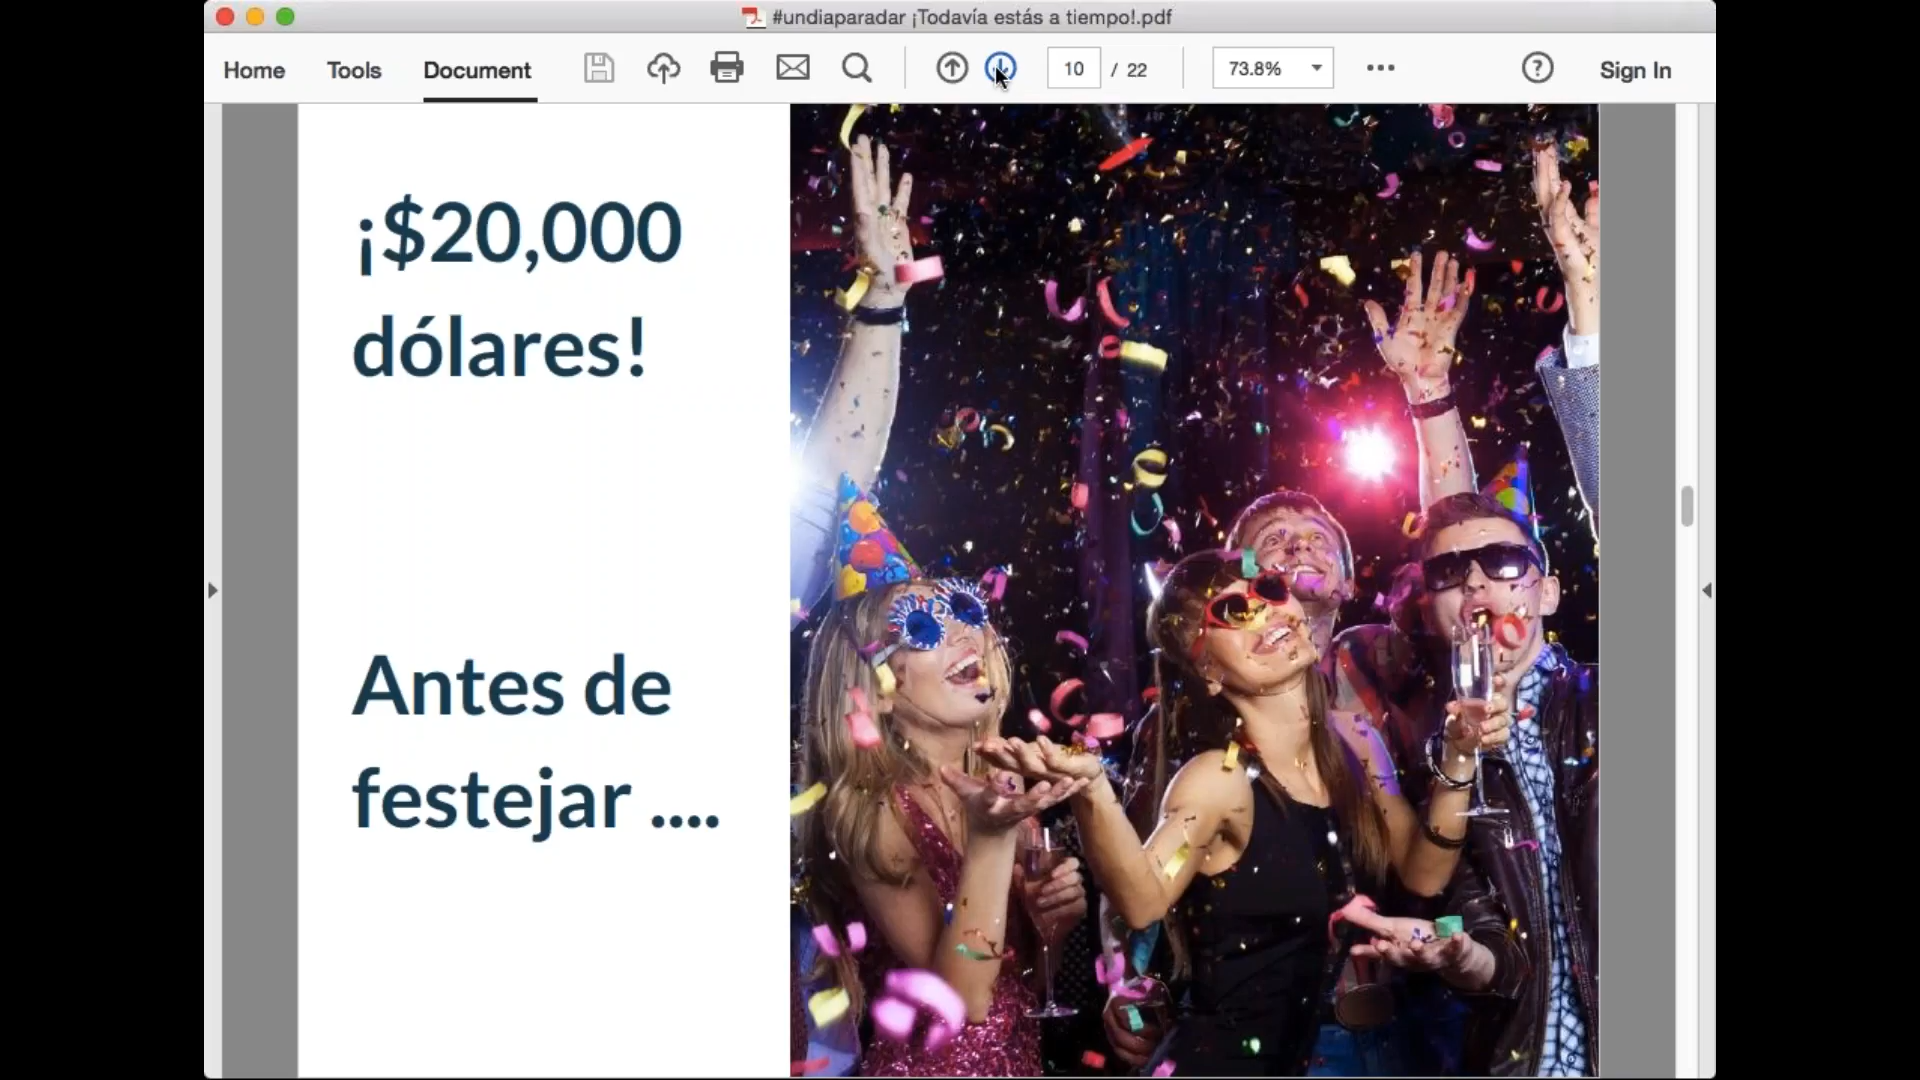 #undiaparadar ¡Todavía estás a tiempo!.pdf
Home Tools Document 10 / 22 73.8% Sign In
¡$20,000
dólares!
Antes de
festejar ....